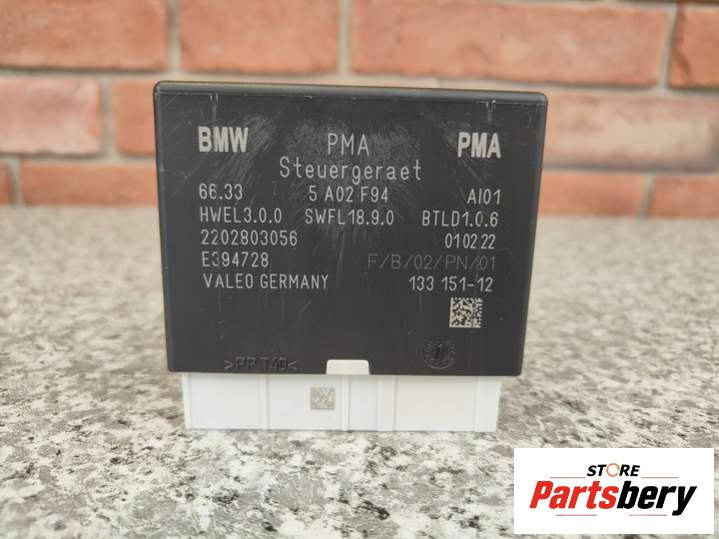 BMW PMA PMA
Steuergeraet
66.33 5 A02 F94 AI01
HWEL3.0.0 SWFL18.9.0 BTLD1.0.6
2202803056 010222
E394728 F/B/02/PN/01
VALEO GERMANY 133 151-12
>PP T40<
STORE
Partsbery